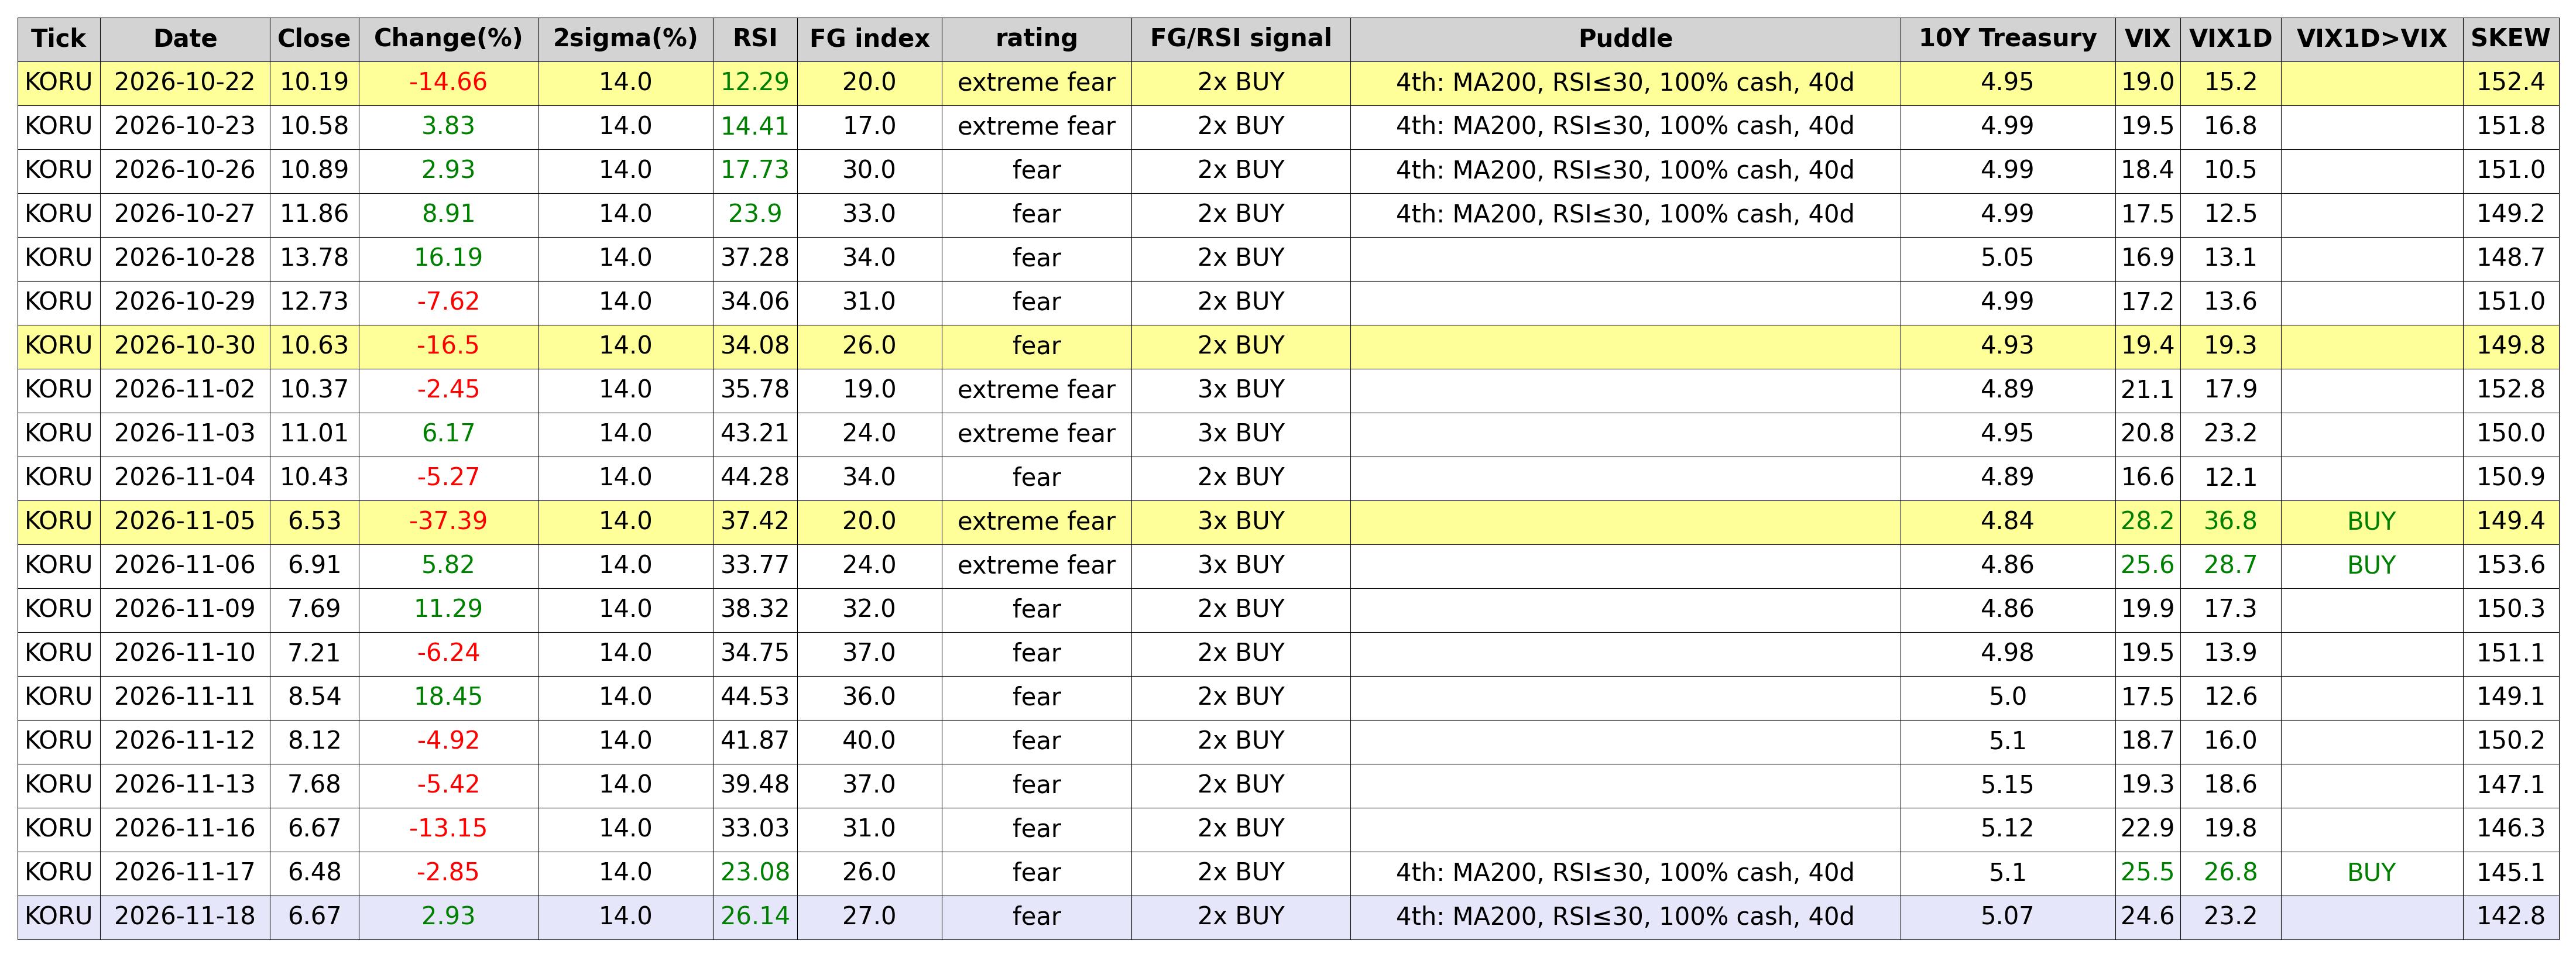 Tick Date Close Change(%) 2sigma(%) RSI FG index rating FG/RSI signal Puddle 10Y Treasury VIX VIX1D VIX1D>VIX SKEW
KORU 2026-10-22 10.19 -14.66 14.0 12.29 20.0 extreme fear 2x BUY 4th: MA200, RSI≤30, 100% cash, 40d 4.95 19.0 15.2 152.4
KORU 2026-10-23 10.58 3.83 14.0 14.41 17.0 extreme fear 2x BUY 4th: MA200, RSI≤30, 100% cash, 40d 4.99 19.5 16.8 151.8
KORU 2026-10-26 10.89 2.93 14.0 17.73 30.0 fear 2x BUY 4th: MA200, RSI≤30, 100% cash, 40d 4.99 18.4 10.5 151.0
KORU 2026-10-27 11.86 8.91 14.0 23.9 33.0 fear 2x BUY 4th: MA200, RSI≤30, 100% cash, 40d 4.99 17.5 12.5 149.2
KORU 2026-10-28 13.78 16.19 14.0 37.28 34.0 fear 2x BUY 5.05 16.9 13.1 148.7
KORU 2026-10-29 12.73 -7.62 14.0 34.06 31.0 fear 2x BUY 4.99 17.2 13.6 151.0
KORU 2026-10-30 10.63 -16.5 14.0 34.08 26.0 fear 2x BUY 4.93 19.4 19.3 149.8
KORU 2026-11-02 10.37 -2.45 14.0 35.78 19.0 extreme fear 3x BUY 4.89 21.1 17.9 152.8
KORU 2026-11-03 11.01 6.17 14.0 43.21 24.0 extreme fear 3x BUY 4.95 20.8 23.2 150.0
KORU 2026-11-04 10.43 -5.27 14.0 44.28 34.0 fear 2x BUY 4.89 16.6 12.1 150.9
KORU 2026-11-05 6.53 -37.39 14.0 37.42 20.0 extreme fear 3x BUY 4.84 28.2 36.8 BUY 149.4
KORU 2026-11-06 6.91 5.82 14.0 33.77 24.0 extreme fear 3x BUY 4.86 25.6 28.7 BUY 153.6
KORU 2026-11-09 7.69 11.29 14.0 38.32 32.0 fear 2x BUY 4.86 19.9 17.3 150.3
KORU 2026-11-10 7.21 -6.24 14.0 34.75 37.0 fear 2x BUY 4.98 19.5 13.9 151.1
KORU 2026-11-11 8.54 18.45 14.0 44.53 36.0 fear 2x BUY 5.0 17.5 12.6 149.1
KORU 2026-11-12 8.12 -4.92 14.0 41.87 40.0 fear 2x BUY 5.1 18.7 16.0 150.2
KORU 2026-11-13 7.68 -5.42 14.0 39.48 37.0 fear 2x BUY 5.15 19.3 18.6 147.1
KORU 2026-11-16 6.67 -13.15 14.0 33.03 31.0 fear 2x BUY 5.12 22.9 19.8 146.3
KORU 2026-11-17 6.48 -2.85 14.0 23.08 26.0 fear 2x BUY 4th: MA200, RSI≤30, 100% cash, 40d 5.1 25.5 26.8 BUY 145.1
KORU 2026-11-18 6.67 2.93 14.0 26.14 27.0 fear 2x BUY 4th: MA200, RSI≤30, 100% cash, 40d 5.07 24.6 23.2 142.8